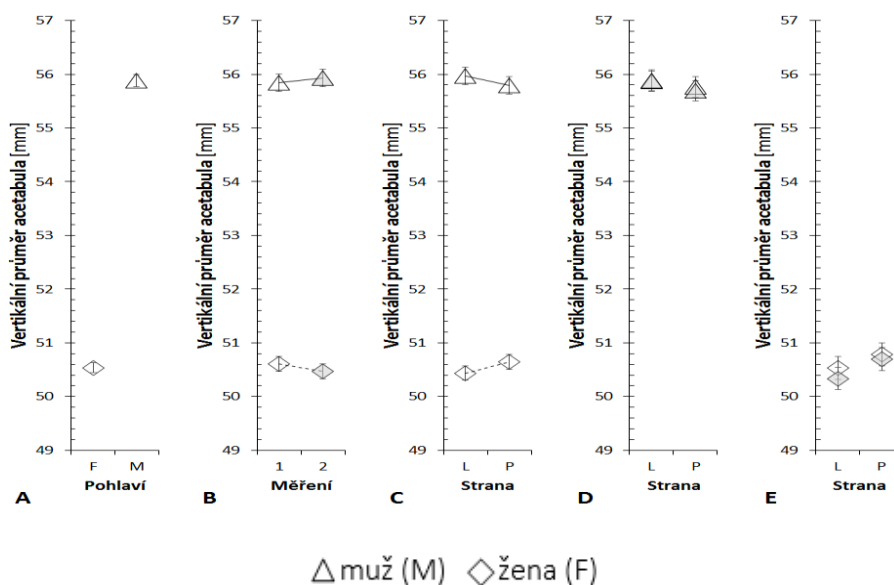 57 57 57 57 57
56 56 56 56 56
55 55 55 55 55
54 54 54 54 54
53 53 53 53 53
52 52 52 52 52
51 51 51 51 51
50 50 50 50 50
49 49 49 49 49
Vertikální průměr acetabula [mm]
Vertikální průměr acetabula [mm]
Vertikální průměr acetabula [mm]
Vertikální průměr acetabula [mm]
Vertikální průměr acetabula [mm]
F M 1 2 L P L P L P
A Pohlaví B Měření C Strana D Strana E Strana
muž (M) žena (F)